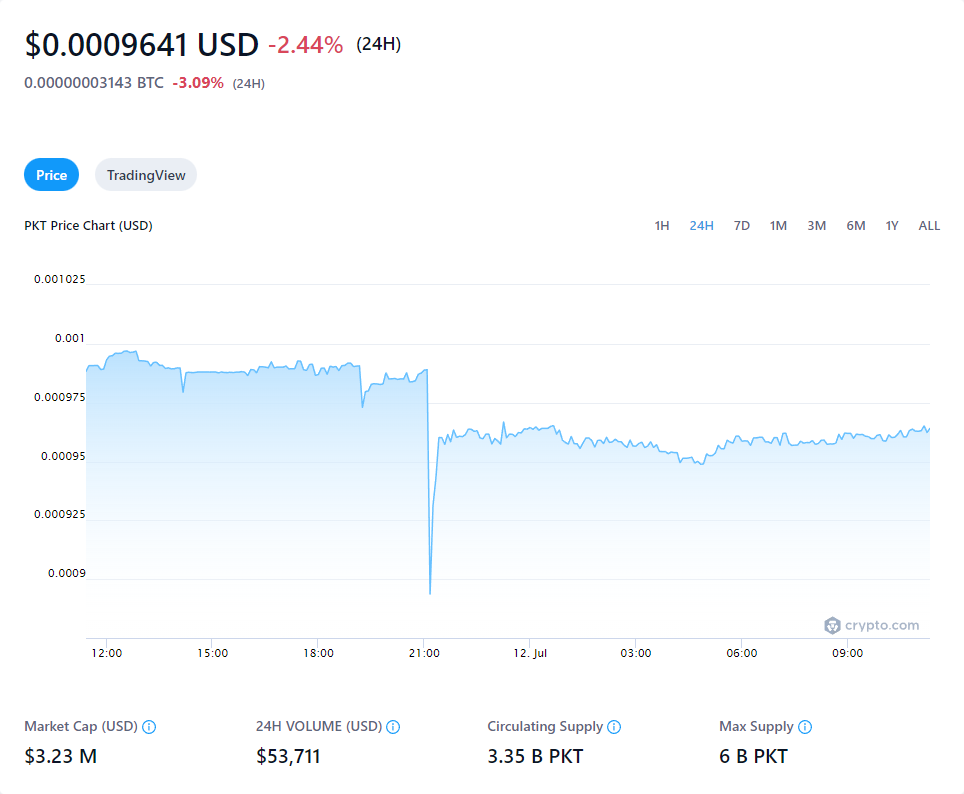 $0.0009641 USD -2.44% (24H)
0.00000003143 BTC -3.09% (24H)
Price TradingView
PKT Price Chart (USD) 1H 24H 7D 1M 3M 6M 1Y ALL
0.001025
0.001
0.000975
0.00095
0.000925
0.0009
crypto.com
12:00 15:00 18:00 21:00 12. Jul 03:00 06:00 09:00
Market Cap (USD) 24H VOLUME (USD) Circulating Supply Max Supply
$3.23 M $53,711 3.35 B PKT 6 B PKT